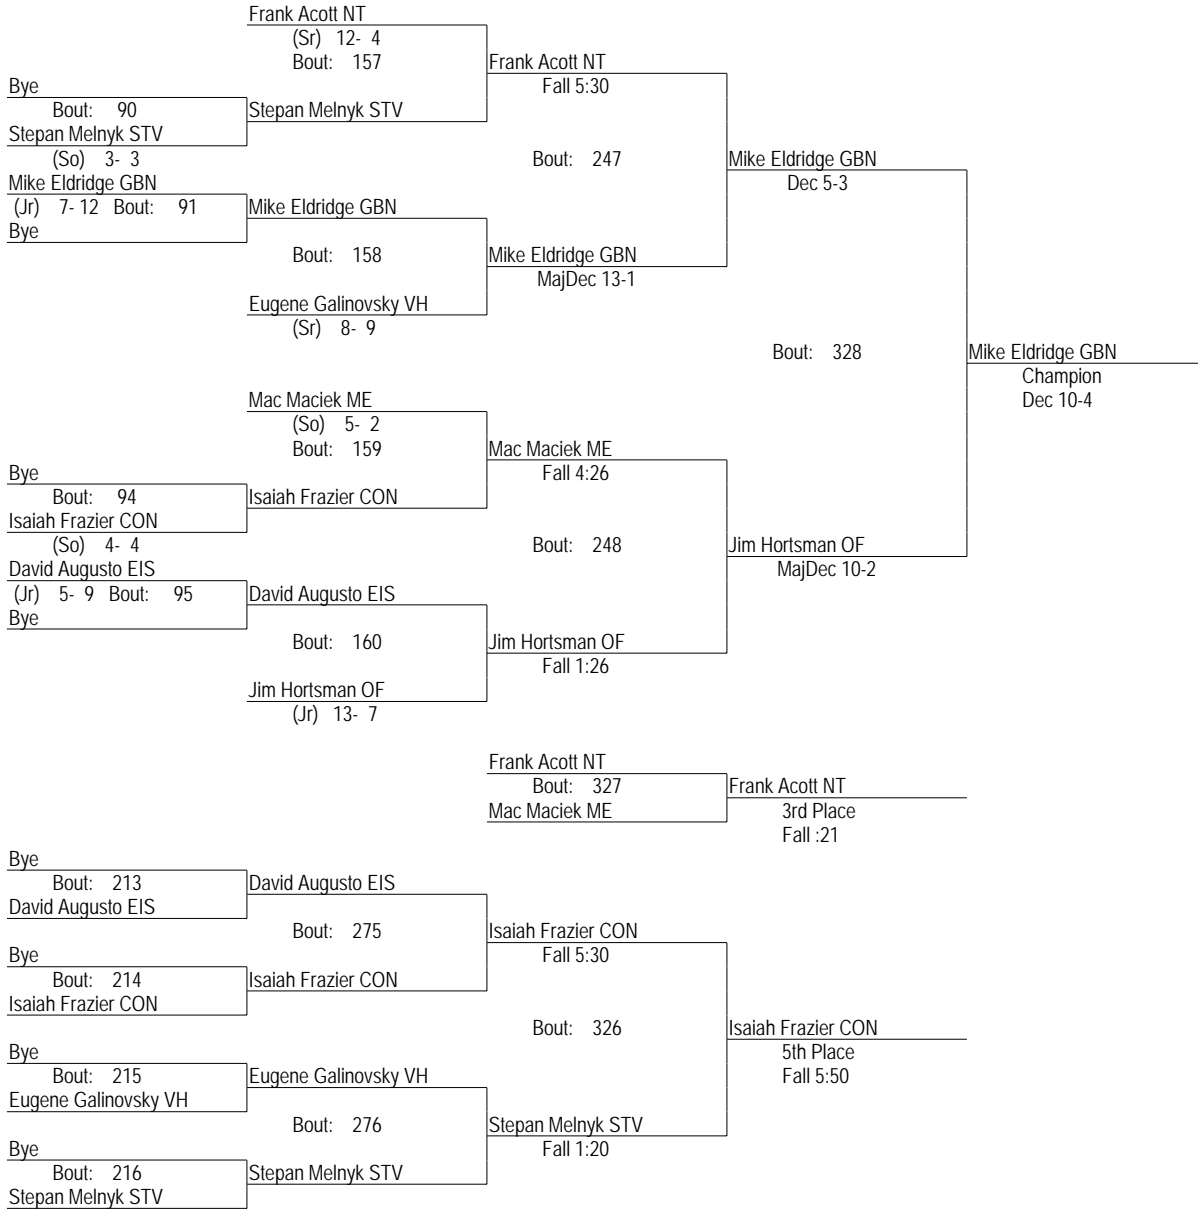 Frank Acott NT
(Sr) 12- 4
Bout: 157
Frank Acott NT
Fall 5:30
Bye
Bout: 90
Stepan Melnyk STV
Stepan Melnyk STV
(So) 3- 3
Bout: 247
Mike Eldridge GBN
Dec 5-3
Mike Eldridge GBN
(Jr) 7- 12 Bout: 91
Mike Eldridge GBN
Bye
Bout: 158
Mike Eldridge GBN
MajDec 13-1
Eugene Galinovsky VH
(Sr) 8- 9
Bout: 328
Mike Eldridge GBN
Champion
Dec 10-4
Mac Maciek ME
(So) 5- 2
Bout: 159
Mac Maciek ME
Fall 4:26
Bye
Bout: 94
Isaiah Frazier CON
Isaiah Frazier CON
(So) 4- 4
Bout: 248
Jim Hortsman OF
MajDec 10-2
David Augusto EIS
(Jr) 5- 9 Bout: 95
David Augusto EIS
Bye
Bout: 160
Jim Hortsman OF
Fall 1:26
Jim Hortsman OF
(Jr) 13- 7
Frank Acott NT
Bout: 327
Frank Acott NT
Mac Maciek ME
3rd Place
Fall :21
Bye
Bout: 213
David Augusto EIS
David Augusto EIS
Bout: 275
Isaiah Frazier CON
Fall 5:30
Bye
Bout: 214
Isaiah Frazier CON
Isaiah Frazier CON
Bout: 326
Isaiah Frazier CON
5th Place
Fall 5:50
Bye
Bout: 215
Eugene Galinovsky VH
Eugene Galinovsky VH
Bout: 276
Stepan Melnyk STV
Fall 1:20
Bye
Bout: 216
Stepan Melnyk STV
Stepan Melnyk STV